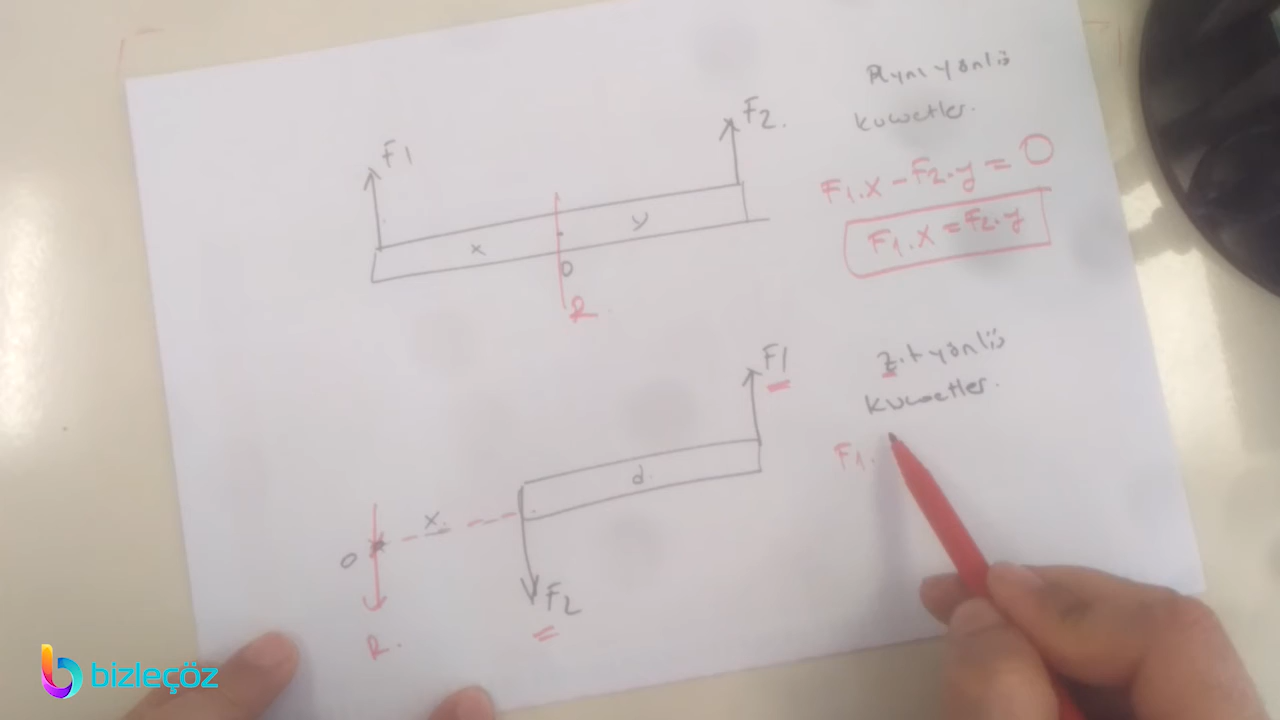 Aynı yönlü
kuvvetler.
F1
F2.
F1.x - F2.y = 0
F1.x = F2.y
x
y
O
R
Zıt yönlü
kuvvetler.
F1
F1.
d.
x.
O
F2
R.
bizleçöz